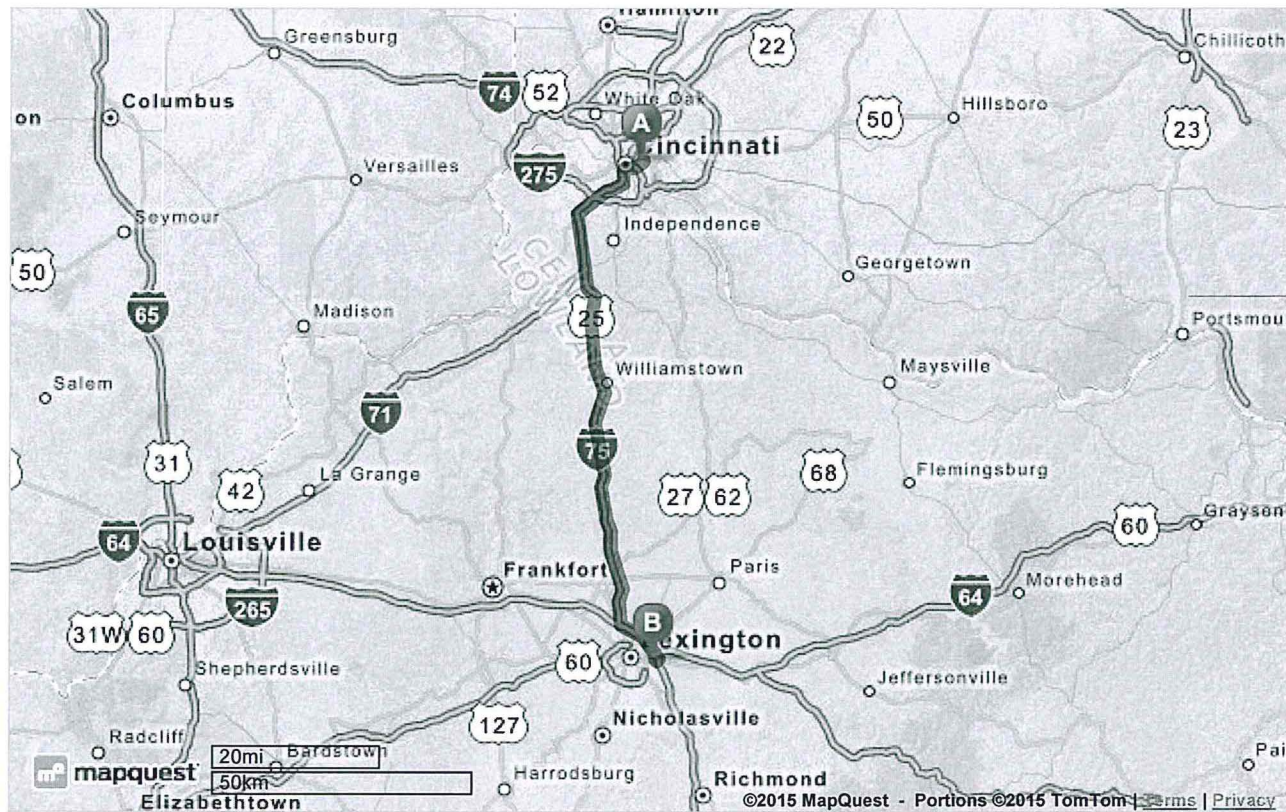 Hamilton
Greensburg
22
Chillicoth
74
52
White Oak
Columbus
on
Hillsboro
50
23
A
Cincinnati
Versailles
275
Seymour
Independence
50
Georgetown
65
Madison
25
Portsmou
Williamstown
Maysville
Salem
71
75
31
La Grange
42
27
62
68
Flemingsburg
60
Grayson
64
Louisville
Frankfort
Paris
64
Morehead
265
31W
60
B
exington
60
Shepherdsville
Jeffersonville
127
Nicholasville
Radcliff
20mi
Bardstown
mapquest
50km
Harrodsburg
Richmond
Pai
Elizabethtown
©2015 MapQuest - Portions ©2015 TomTom | Terms | Privacy